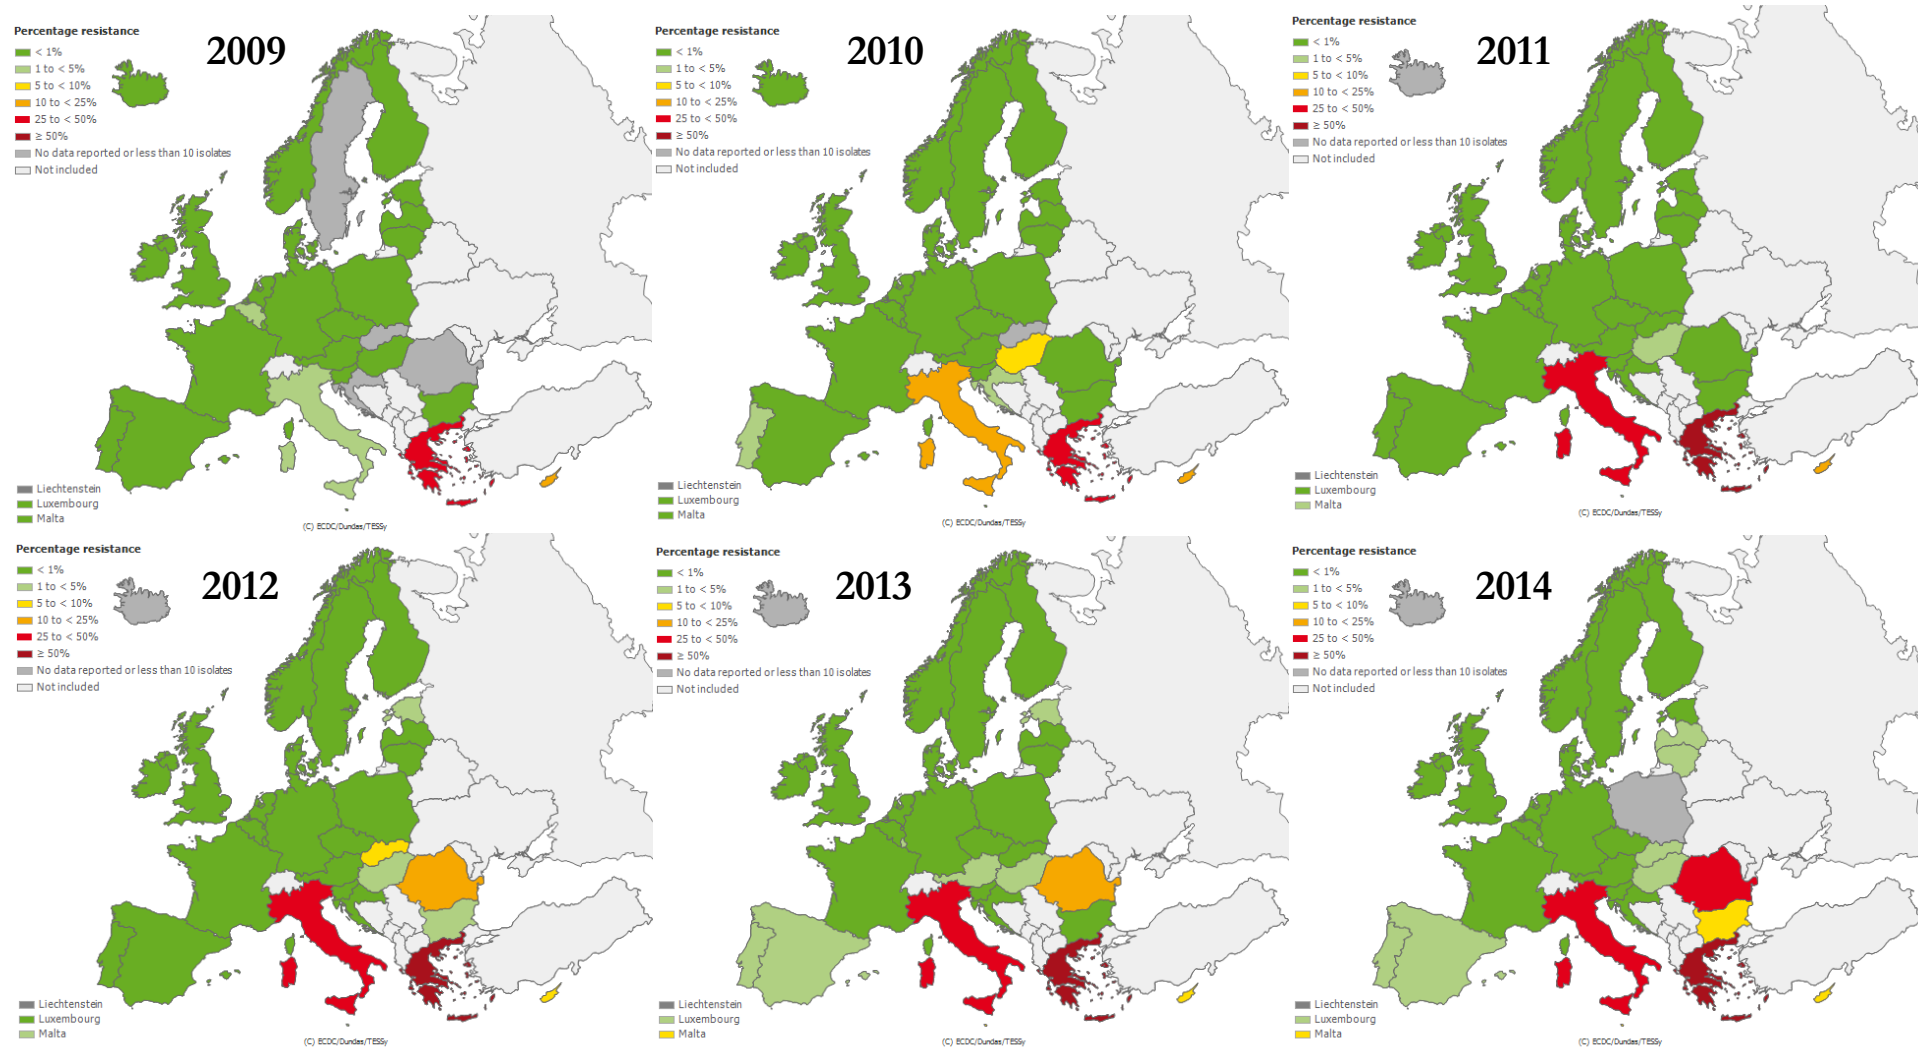 Percentage resistance
2009
< 1%
1 to < 5%
5 to < 10%
10 to < 25%
25 to < 50%
≥ 50%
No data reported or less than 10 isolates
Not included
Liechtenstein
Luxembourg
Malta
(C) ECDC/Dundas/TESSy
Percentage resistance
2010
< 1%
1 to < 5%
5 to < 10%
10 to < 25%
25 to < 50%
≥ 50%
No data reported or less than 10 isolates
Not included
Liechtenstein
Luxembourg
Malta
(C) ECDC/Dundas/TESSy
Percentage resistance
2011
< 1%
1 to < 5%
5 to < 10%
10 to < 25%
25 to < 50%
≥ 50%
No data reported or less than 10 isolates
Not included
Liechtenstein
Luxembourg
Malta
(C) ECDC/Dundas/TESSy
Percentage resistance
2012
< 1%
1 to < 5%
5 to < 10%
10 to < 25%
25 to < 50%
≥ 50%
No data reported or less than 10 isolates
Not included
Liechtenstein
Luxembourg
Malta
(C) ECDC/Dundas/TESSy
Percentage resistance
2013
< 1%
1 to < 5%
5 to < 10%
10 to < 25%
25 to < 50%
≥ 50%
No data reported or less than 10 isolates
Not included
Liechtenstein
Luxembourg
Malta
(C) ECDC/Dundas/TESSy
Percentage resistance
2014
< 1%
1 to < 5%
5 to < 10%
10 to < 25%
25 to < 50%
≥ 50%
No data reported or less than 10 isolates
Not included
Liechtenstein
Luxembourg
Malta
(C) ECDC/Dundas/TESSy